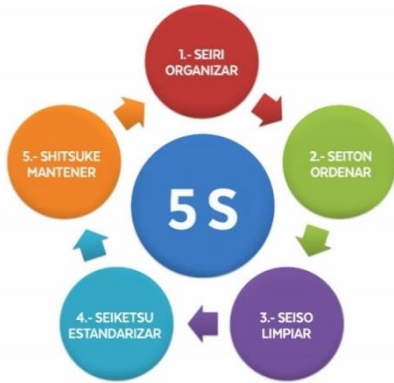 1.- SEIRI
ORGANIZAR
2.- SEITON
ORDENAR
3.- SEISO
LIMPIAR
4.- SEIKETSU
ESTANDARIZAR
5.- SHITSUKE
MANTENER
5 S